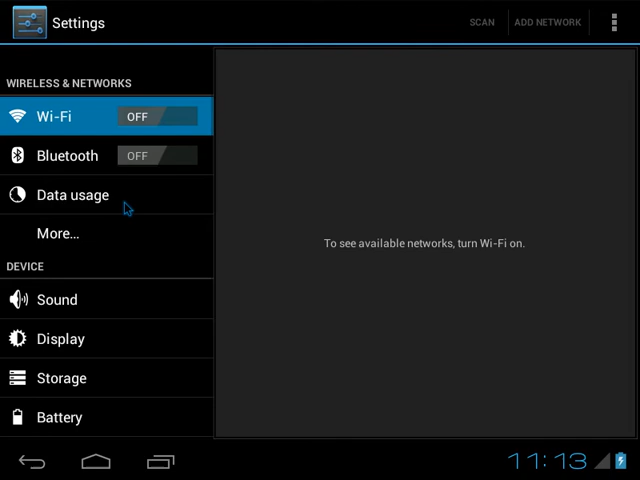 Settings
SCAN
ADD NETWORK
WIRELESS & NETWORKS
Wi-Fi
OFF
Bluetooth
OFF
Data usage
More...
To see available networks, turn Wi-Fi on.
DEVICE
Sound
Display
Storage
Battery
11:13